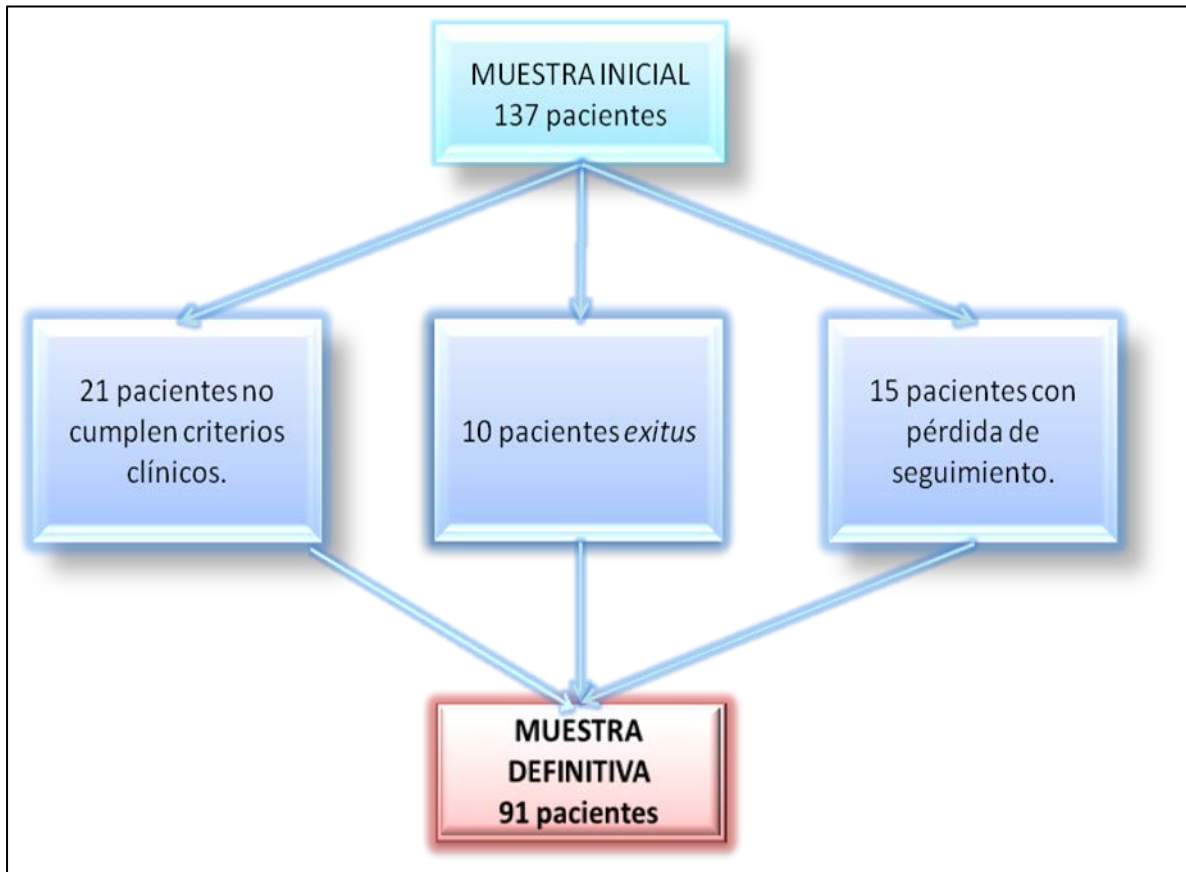 MUESTRA INICIAL
137 pacientes
21 pacientes no
cumplen criterios
clínicos.
10 pacientes exitus
15 pacientes con
pérdida de
seguimiento.
MUESTRA
DEFINITIVA
91 pacientes